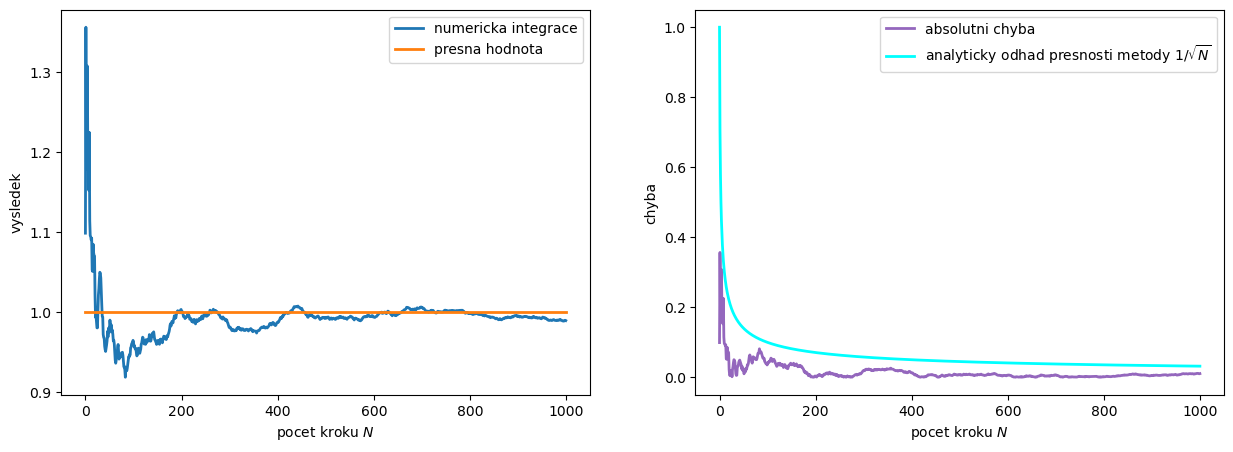 numericka integrace
presna hodnota
1.3
1.2
1.1
1.0
0.9
vysledek
0 200 400 600 800 1000
pocet kroku N
absolutni chyba
analyticky odhad presnosti metody 1/√N
1.0
0.8
0.6
0.4
0.2
0.0
chyba
0 200 400 600 800 1000
pocet kroku N